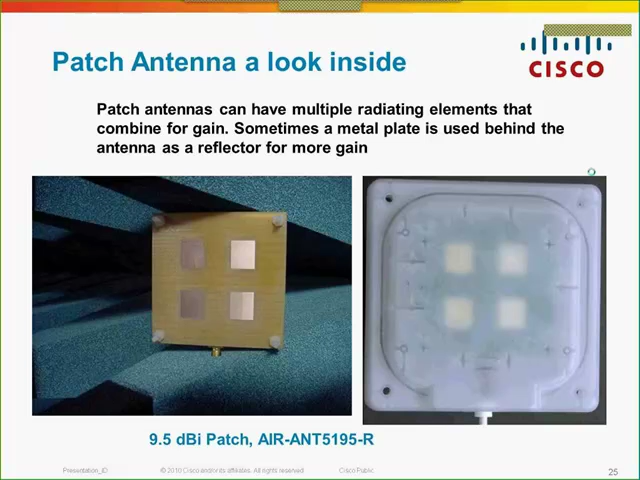 CISCO
Patch Antenna a look inside
Patch antennas can have multiple radiating elements that
combine for gain. Sometimes a metal plate is used behind the
antenna as a reflector for more gain
9.5 dBi Patch, AIR-ANT5195-R
Presentation_ID
© 2010 Cisco and/or its affiliates. All rights reserved.
Cisco Public
25